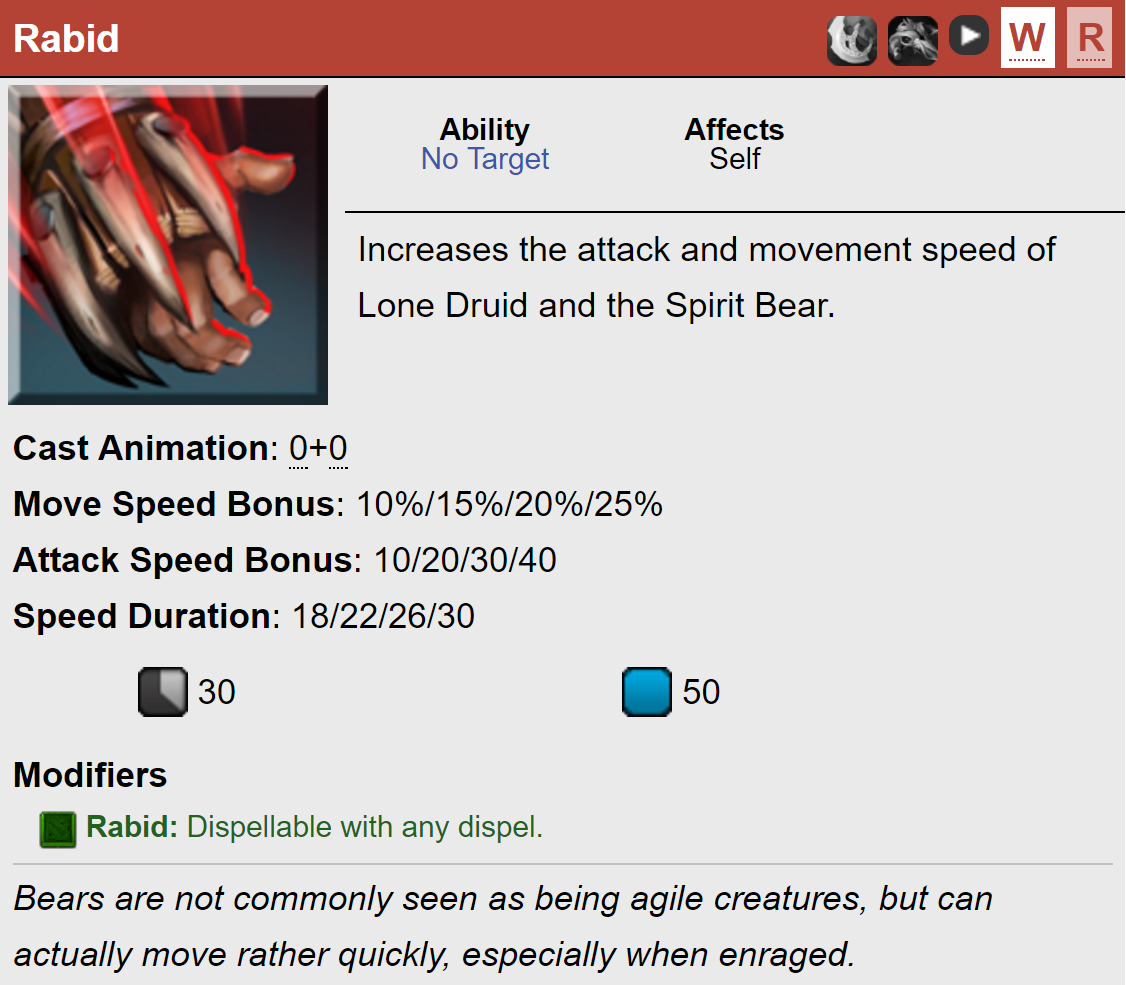 Rabid
W
R
Ability
No Target
Affects
Self
Increases the attack and movement speed of
Lone Druid and the Spirit Bear.
Cast Animation: 0+0
Move Speed Bonus: 10%/15%/20%/25%
Attack Speed Bonus: 10/20/30/40
Speed Duration: 18/22/26/30
30
50
Modifiers
Rabid: Dispellable with any dispel.
Bears are not commonly seen as being agile creatures, but can
actually move rather quickly, especially when enraged.